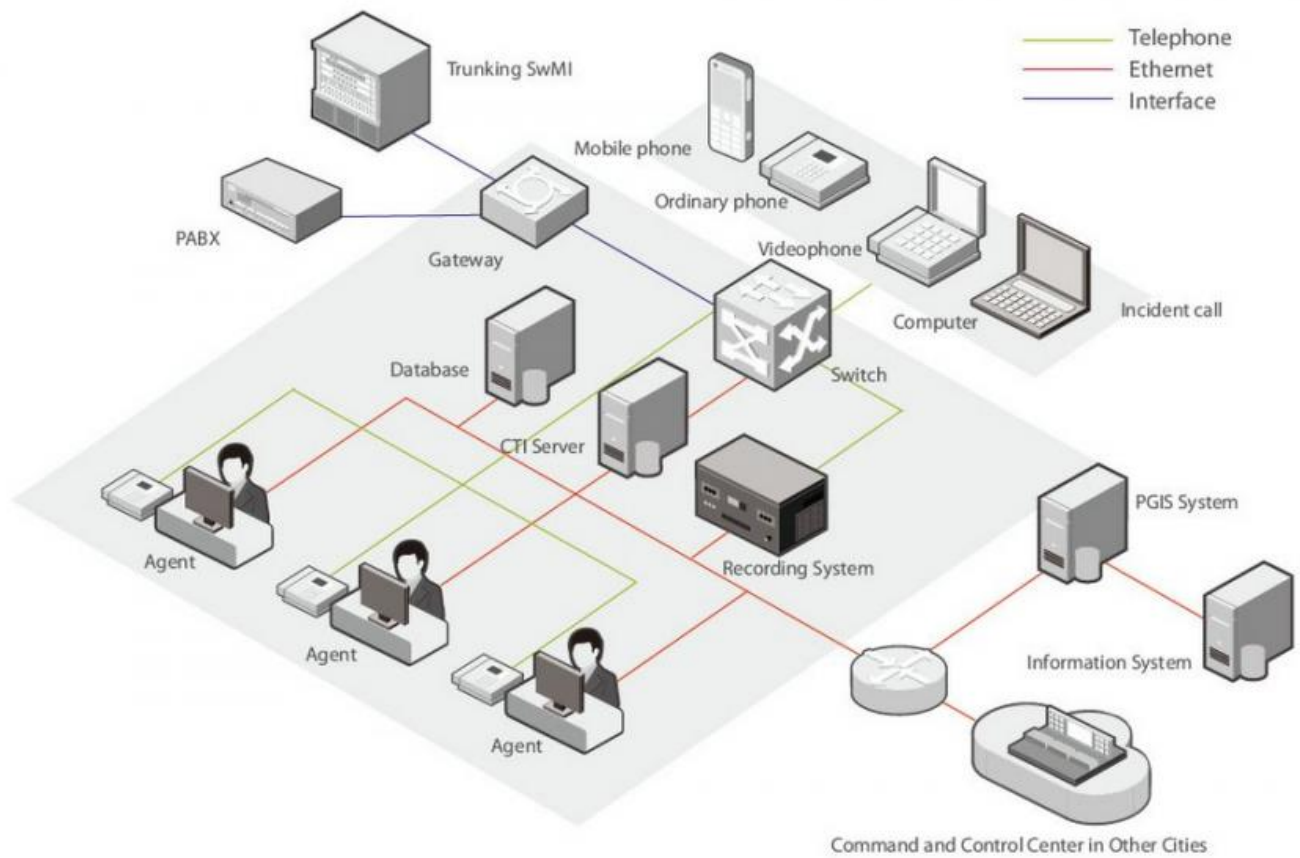 Telephone
Ethernet
Interface
Trunking SwMI
Mobile phone
Ordinary phone
PABX
Gateway
Videophone
Computer
Incident call
Database
Switch
CTI Server
PGIS System
Agent
Recording System
Agent
Information System
Agent
Command and Control Center in Other Cities